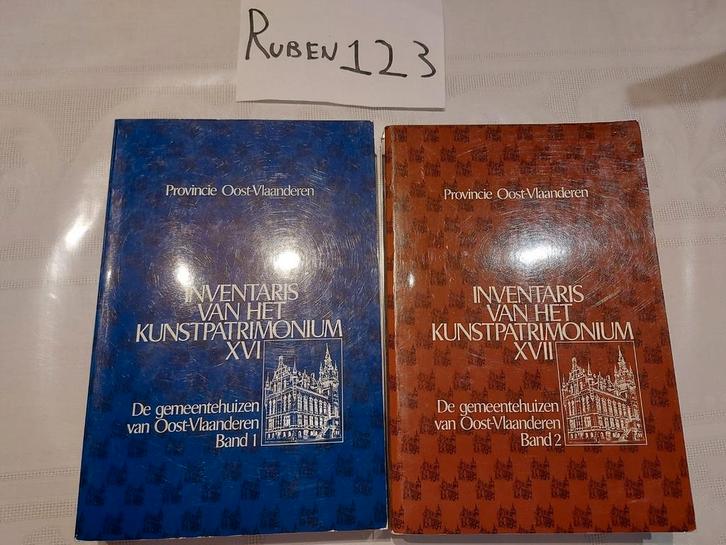 RUBEN123
Provincie Oost-Vlaanderen
INVENTARIS
VAN HET
KUNSTPATRIMONIUM
XVI
De gemeentehuizen
van Oost-Vlaanderen
Band 1
Provincie Oost-Vlaanderen
INVENTARIS
VAN HET
KUNSTPATRIMONIUM
XVII
De gemeentehuizen
van Oost-Vlaanderen
Band 2